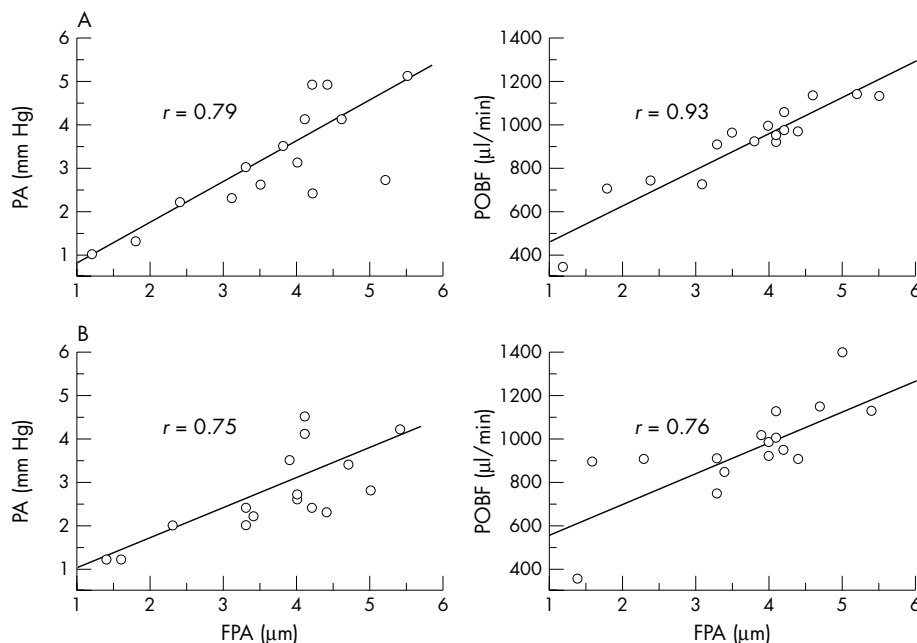 A
PA (mm Hg)
6
5
4
3
2
1
r = 0.79
1 2 3 4 5 6
POBF (µl/min)
1400
1200
1000
800
600
400
r = 0.93
1 2 3 4 5 6
FPA (µm)
B
PA (mm Hg)
6
5
4
3
2
1
r = 0.75
1 2 3 4 5 6
FPA (µm)
POBF (µl/min)
1400
1200
1000
800
600
400
r = 0.76
1 2 3 4 5 6
FPA (µm)